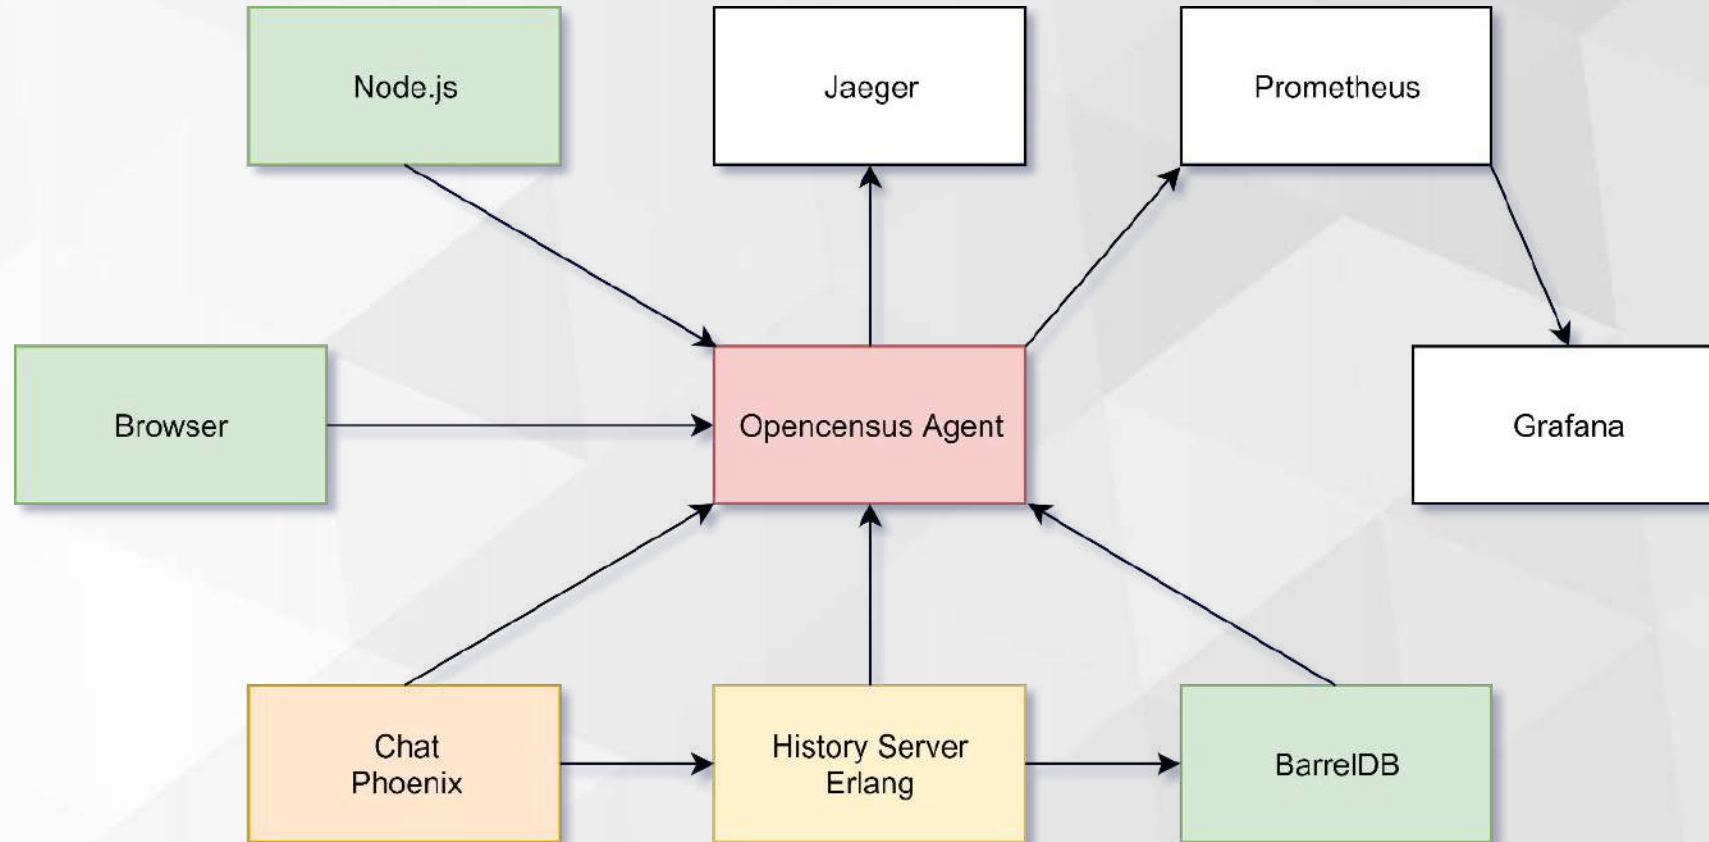 Node.js
Jaeger
Prometheus
Browser
Opencensus Agent
Grafana
Chat
Phoenix
History Server
Erlang
BarrelDB